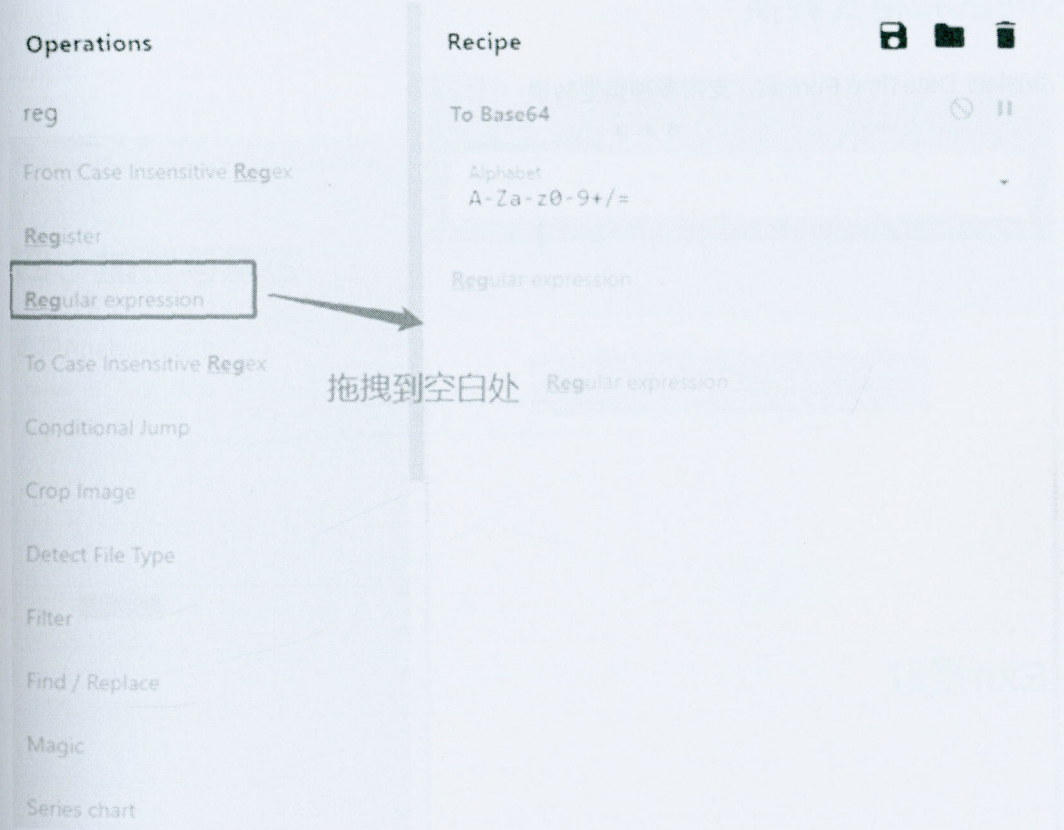 Operations
reg
From Case Insensitive Regex
Register
Regular expression
To Case Insensitive Regex
Conditional Jump
Crop Image
Detect File Type
Filter
Find / Replace
Magic
Series chart
拖拽到空白处
Recipe
To Base64
Alphabet
A-Za-z0-9+/=
Regular expression
Regular expression